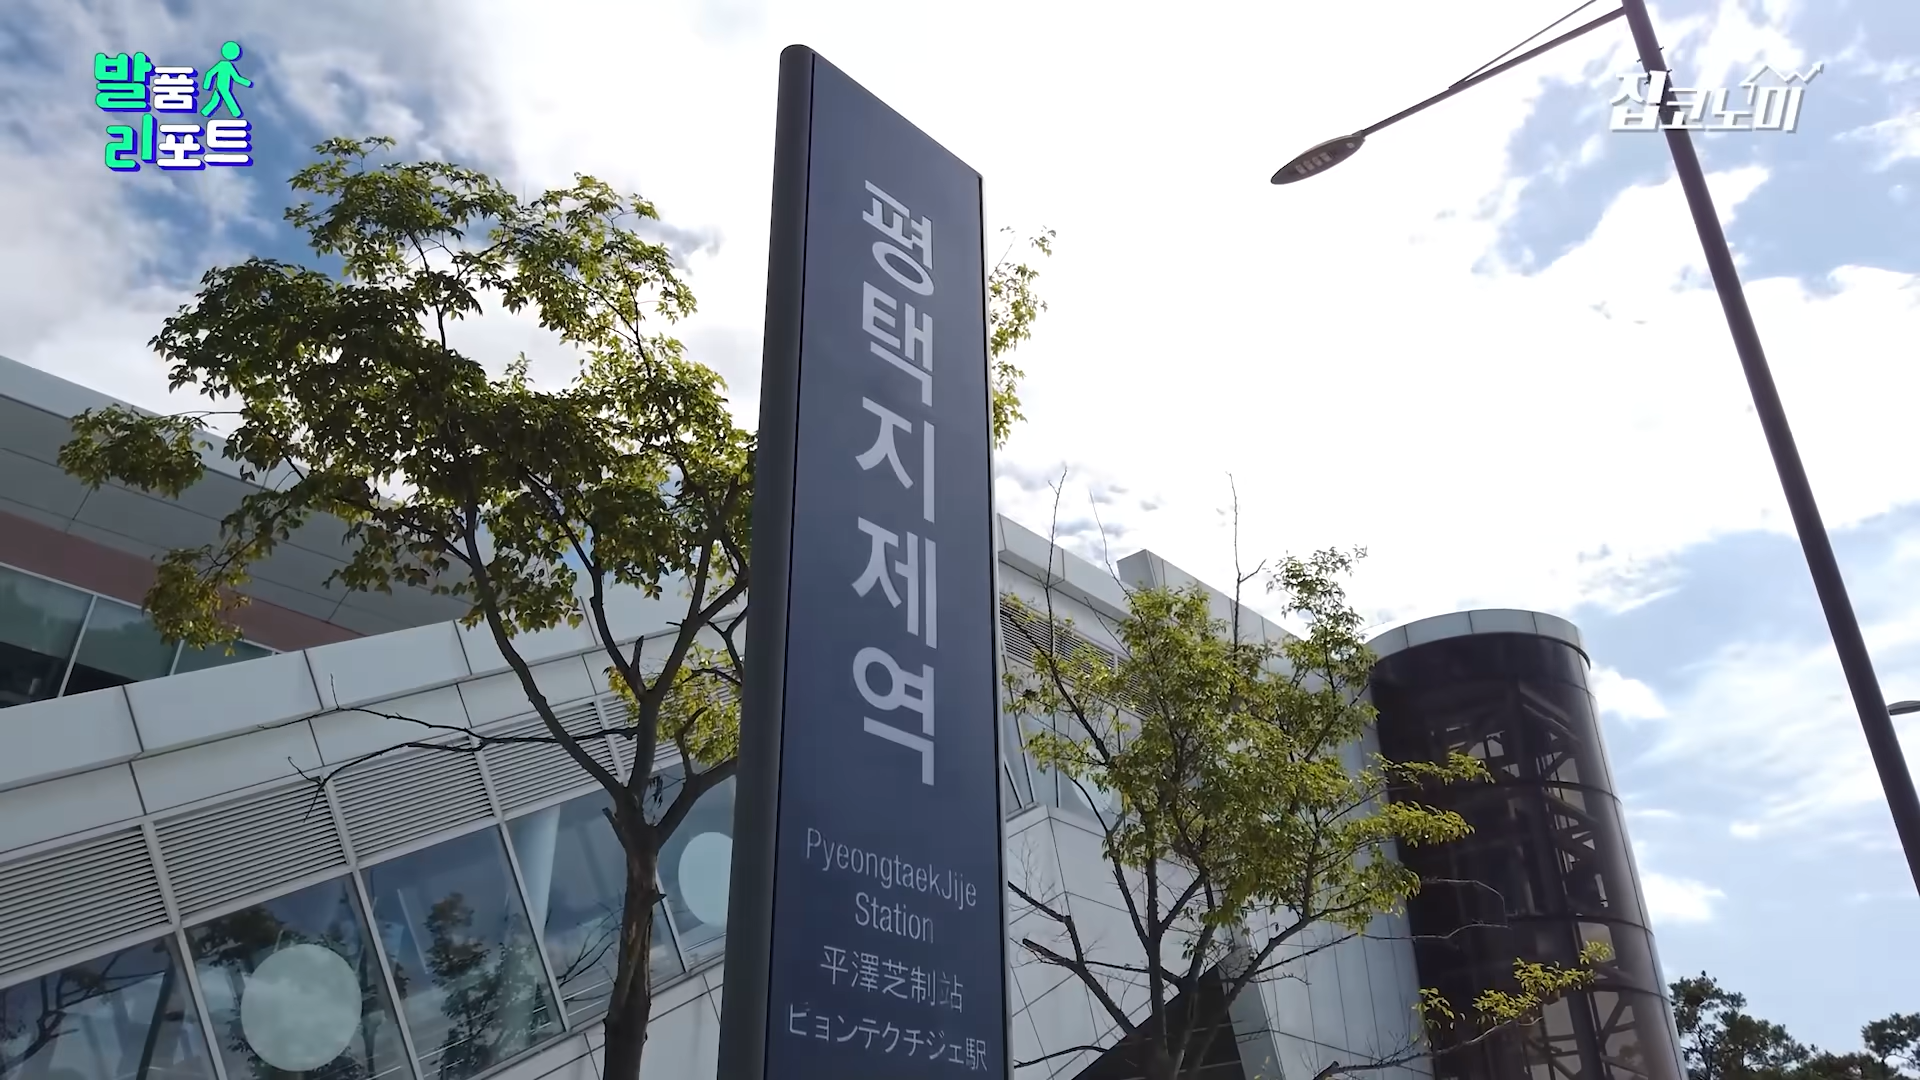 발품
리포트
집코노미
평택지제역
PyeongtaekJije
Station
平澤芝制站
ピョンテクチジェ駅